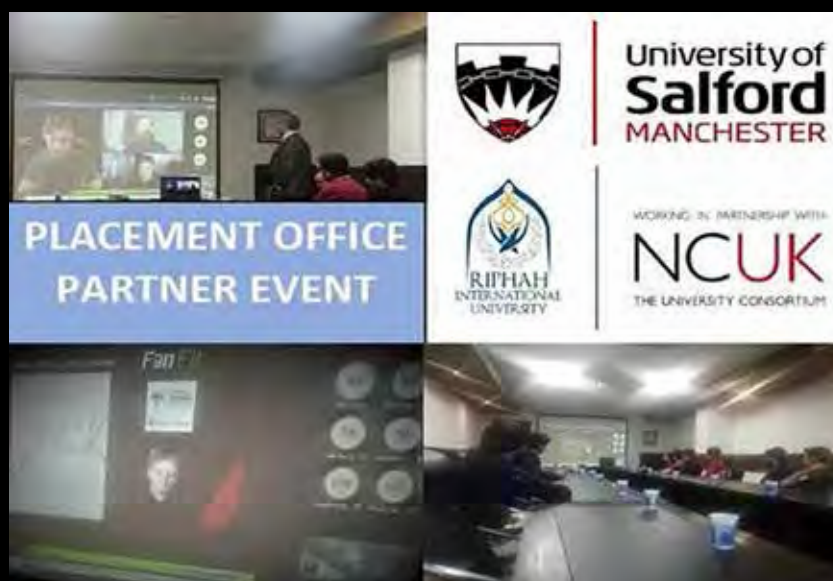 University of
Salford
MANCHESTER
PLACEMENT OFFICE
PARTNER EVENT
RIPHAH
INTERNATIONAL
UNIVERSITY
WORKING IN PARTNERSHIP WITH
NCUK
THE UNIVERSITY CONSORTIUM
Fan